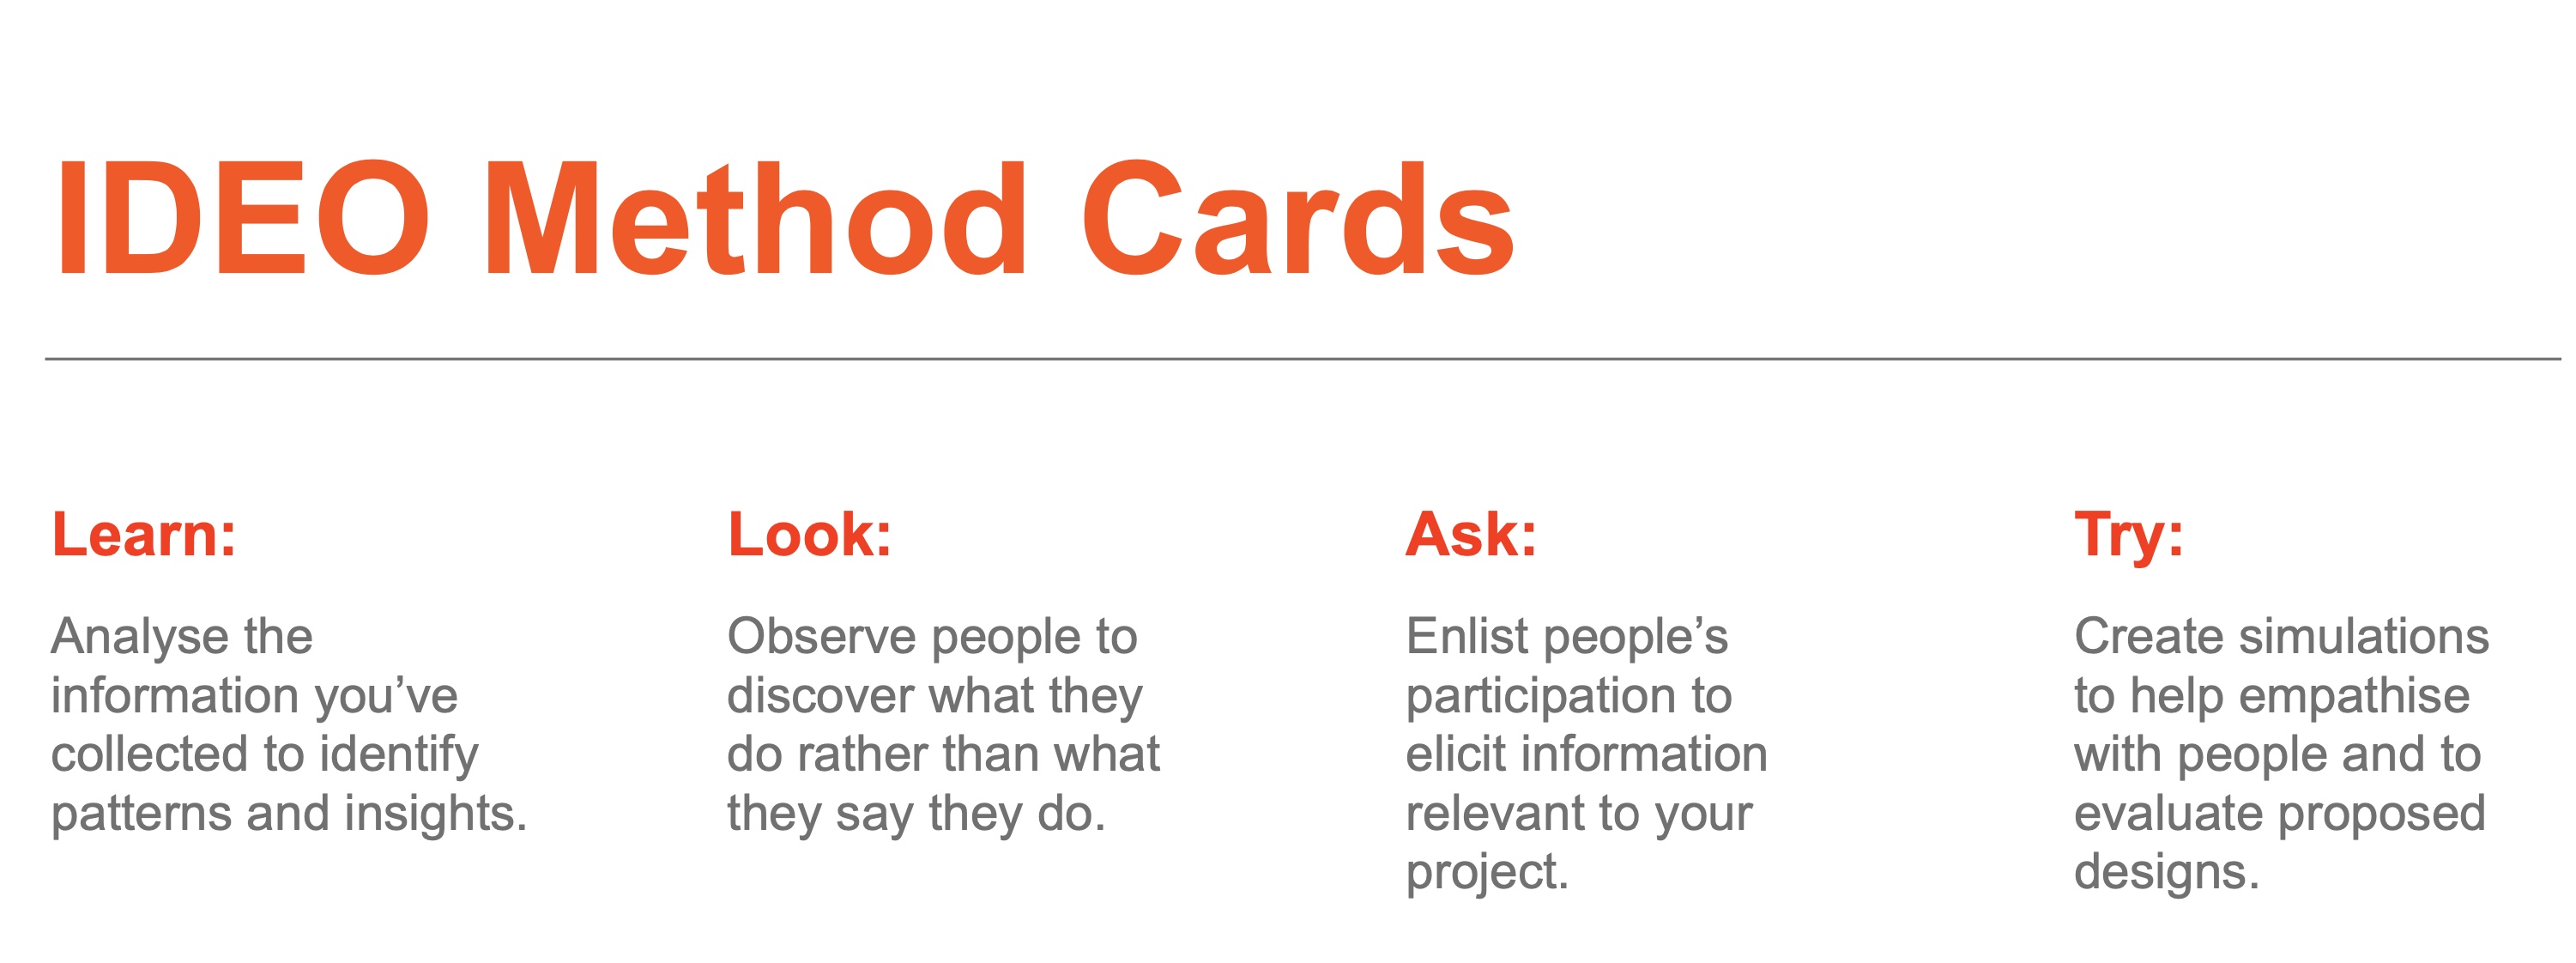 IDEO Method Cards
Learn:
Analyse the
information you’ve
collected to identify
patterns and insights.
Look:
Observe people to
discover what they
do rather than what
they say they do.
Ask:
Enlist people’s
participation to
elicit information
relevant to your
project.
Try:
Create simulations
to help empathise
with people and to
evaluate proposed
designs.